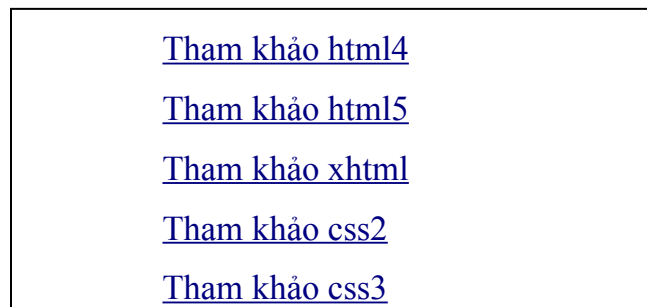 Tham khảo html4
Tham khảo html5
Tham khảo xhtml
Tham khảo css2
Tham khảo css3